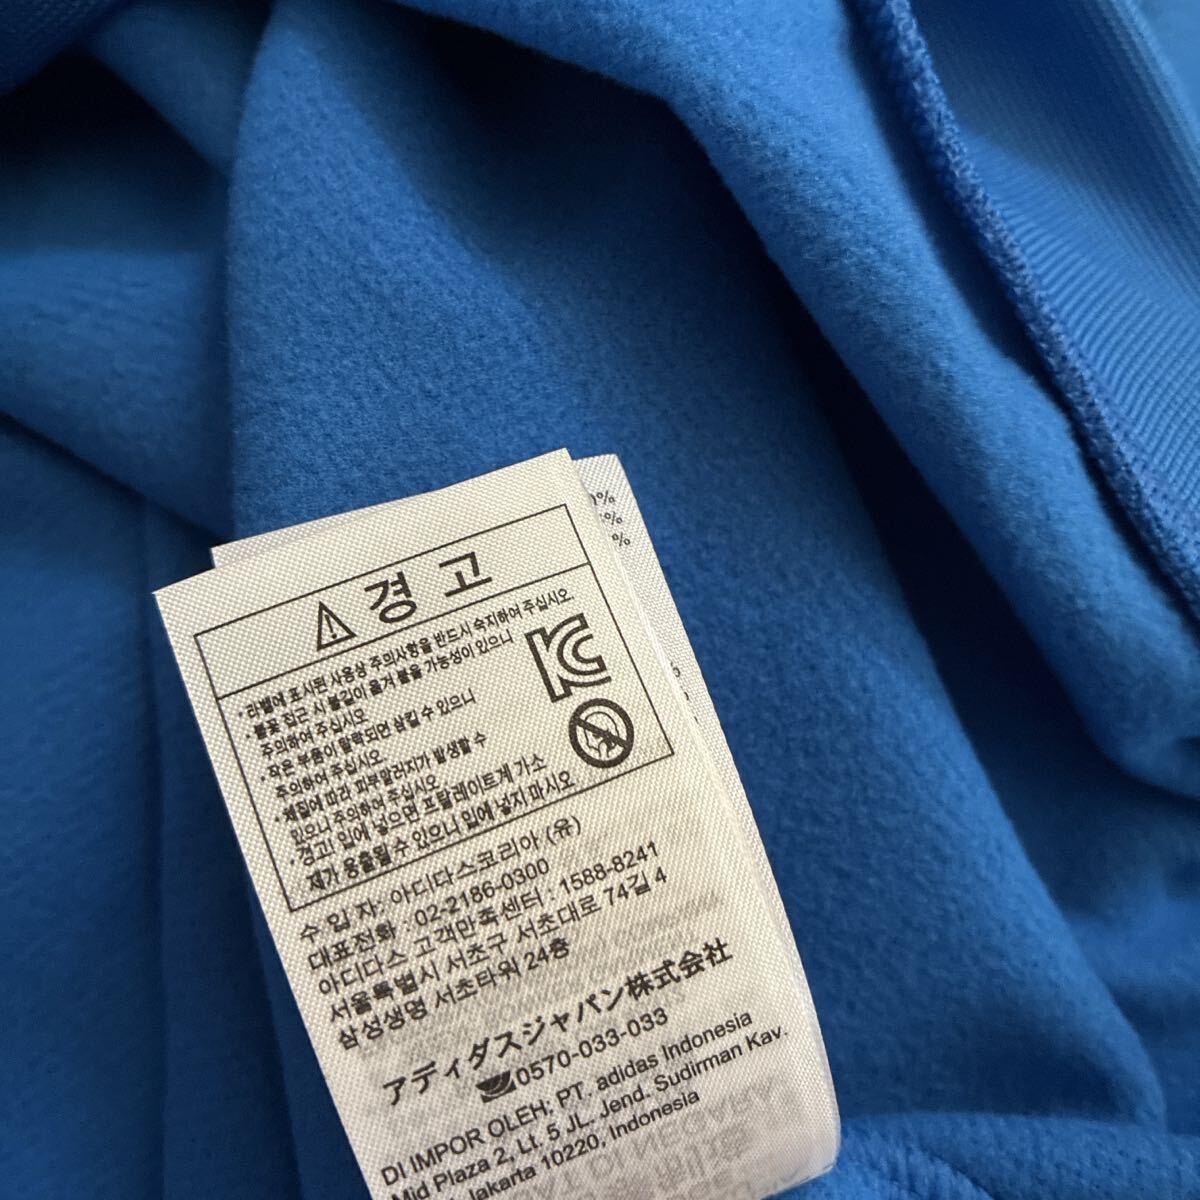 ⚠ 경 고
• 라벨에 표시된 사용상 주의사항을 반드시 숙지하여 주십시오
• 불꽃 접근 시 불길이 옮겨 붙을 가능성이 있으니
주의하여 주십시오
• 작은 부품이 탈락되면 삼킬 수 있으니
주의하여 주십시오
• 체질에 따라 피부알러지가 발생할 수
있으니 주의하여 주십시오
• 경고! 입에 넣으면 프탈레이트계 가소
제가 용출될 수 있으니 입에 넣지 마시오
수 입 자: 아디다스코리아 (유)
대표전화 : 02-2186-0300
아디다스 고객만족센터 : 1588-8241
서울특별시 서초구 서초대로 74길 4
삼성생명 서초타워 24층
アディダスジャパン株式会社
0570-033-033
DI IMPOR OLEH: PT. adidas Indonesia
Mid Plaza 2, Lt. 5 JL. Jend. Sudirman Kav.
Jakarta 10220, Indonesia